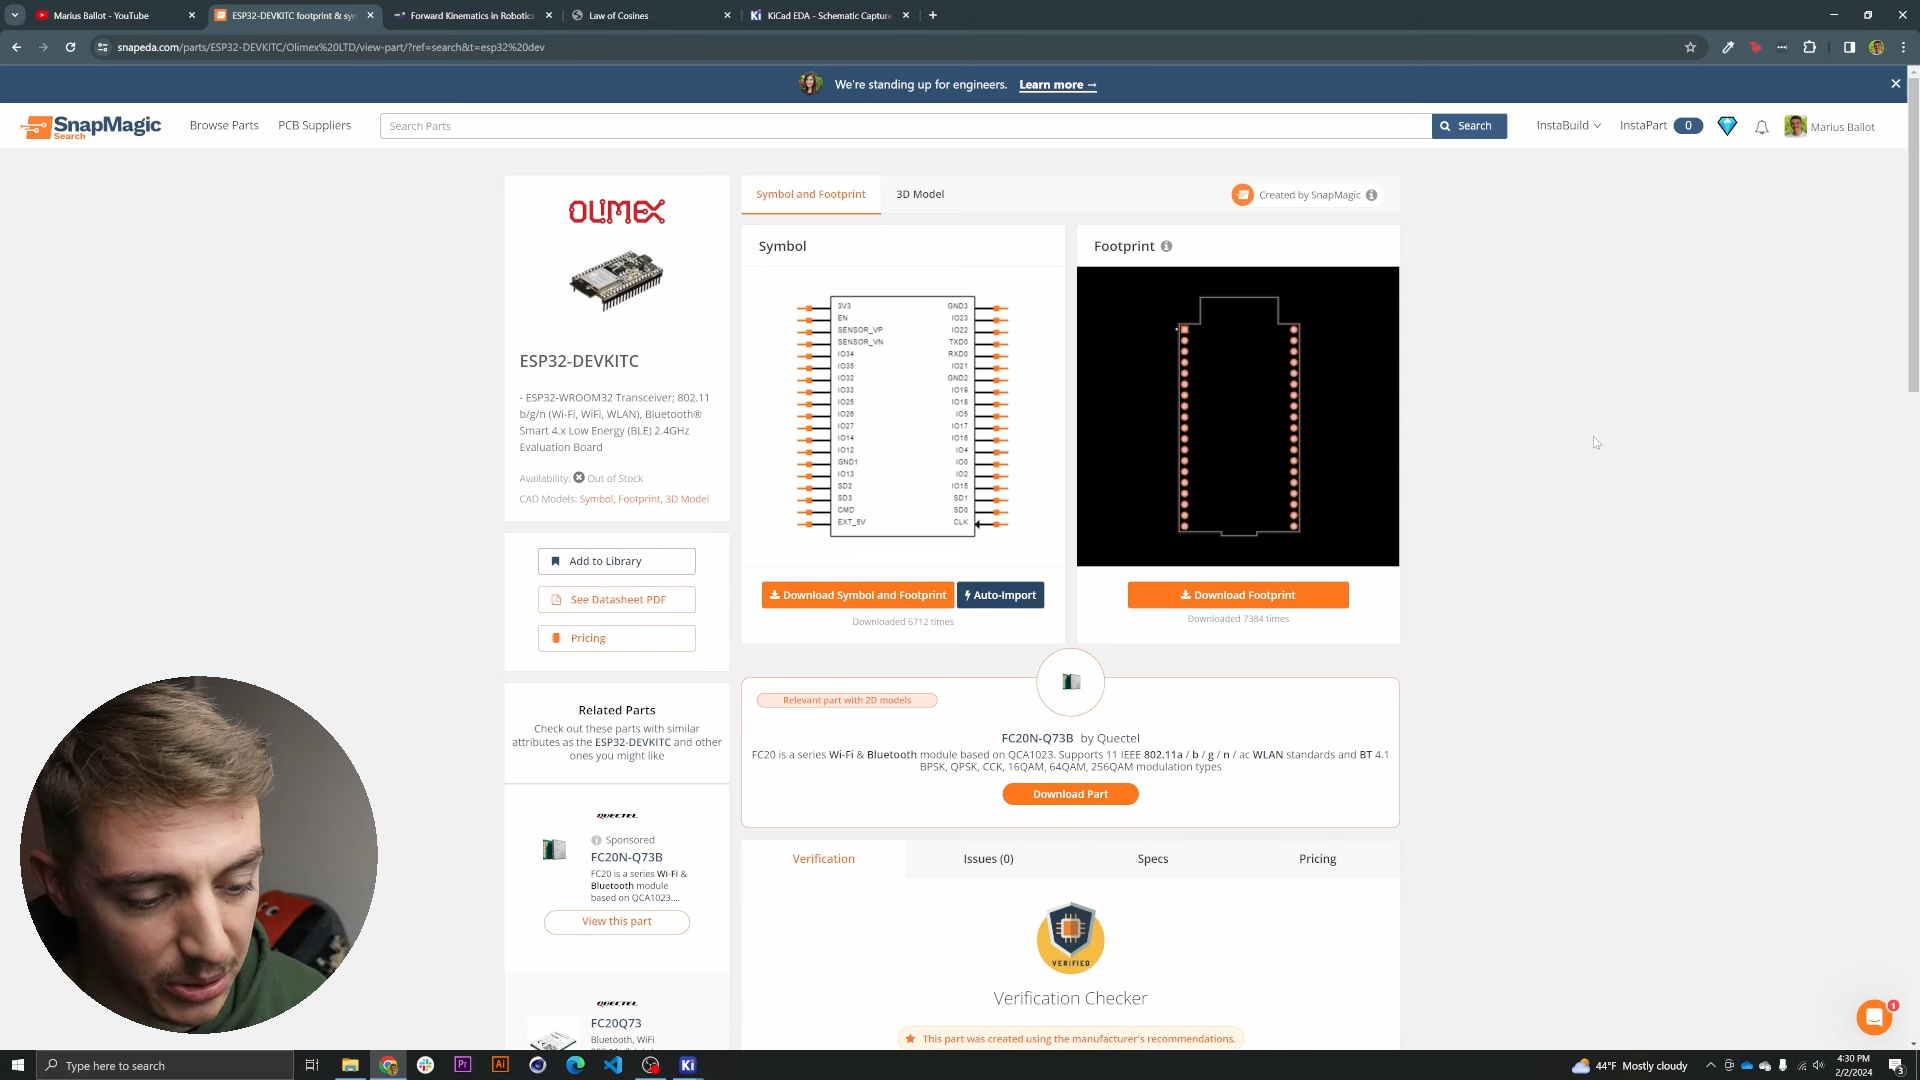 Marius Ballot - YouTube
ESP32-DEVKITC footprint & syn
Forward Kinematics in Robotics
Law of Cosines
KiCad EDA - Schematic Capture
snapeda.com/parts/ESP32-DEVKITC/Olimex%20LTD/view-part/?ref=search&t=esp32%20dev
We're standing up for engineers. Learn more →
SnapMagic
Search
Browse Parts
PCB Suppliers
Search Parts
Search
InstaBuild
InstaPart 0
Marius Ballot
OLIMEX
Symbol and Footprint
3D Model
Created by SnapMagic
Symbol
Footprint
3V3
EN
SENSOR_VP
SENSOR_VN
IO34
IO35
IO32
IO33
IO25
IO26
IO27
IO14
IO12
GND1
IO13
SD2
SD3
CMD
EXT_5V
GND3
IO23
IO22
TXD0
RXD0
IO21
GND2
IO19
IO18
IO5
IO17
IO16
IO4
IO0
IO2
IO15
SD1
SD0
CLK
ESP32-DEVKITC
- ESP32-WROOM32 Transceiver; 802.11
b/g/n (Wi-Fi, WiFi, WLAN), Bluetooth®
Smart 4.x Low Energy (BLE) 2.4GHz
Evaluation Board
Availability: Out of Stock
CAD Models: Symbol, Footprint, 3D Model
Add to Library
See Datasheet PDF
Pricing
Download Symbol and Footprint
Auto-Import
Downloaded 6712 times
Download Footprint
Downloaded 7384 times
Relevant part with 2D models
FC20N-Q73B by Quectel
FC20 is a series Wi-Fi & Bluetooth module based on QCA1023. Supports 11 IEEE 802.11a / b / g / n / ac WLAN standards and BT 4.1
BPSK, QPSK, CCK, 16QAM, 64QAM, 256QAM modulation types
Download Part
Related Parts
Check out these parts with similar
attributes as the ESP32-DEVKITC and other
ones you might like
QUECTEL
Sponsored
FC20N-Q73B
FC20 is a series Wi-Fi &
Bluetooth module
based on QCA1023....
View this part
QUECTEL
FC20Q73
Bluetooth, WiFi
Verification
Issues (0)
Specs
Pricing
VERIFIED
Verification Checker
This part was created using the manufacturer's recommendations.
1
Type here to search
Pr
Ai
Ki
44°F Mostly cloudy
4:30 PM
2/2/2024
3